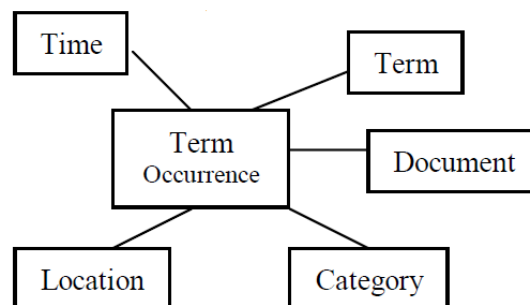 Time
Term
Term
Occurrence
Document
Location
Category